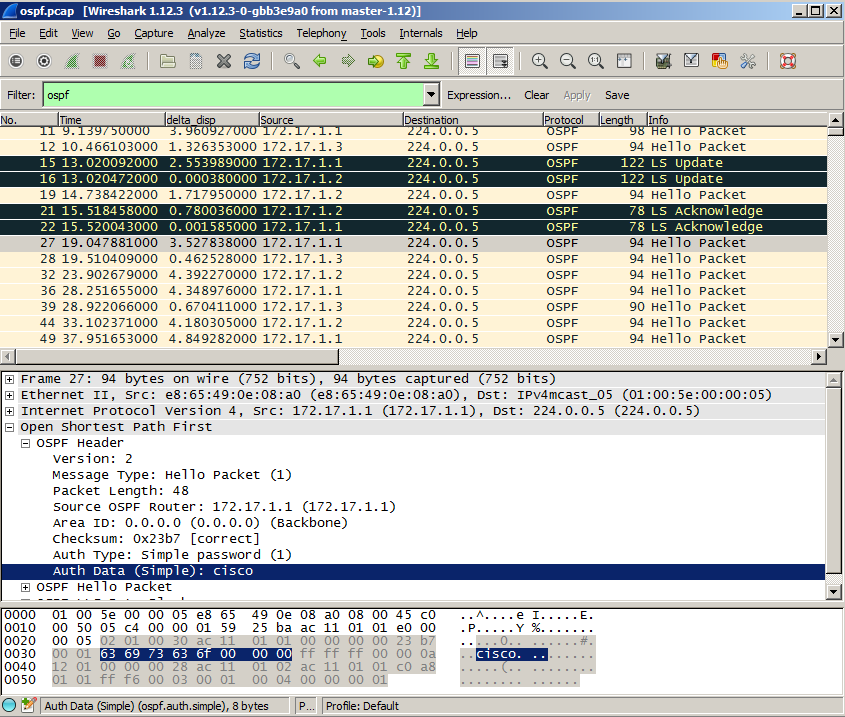 ospf.pcap [Wireshark 1.12.3 (v1.12.3-0-gbb3e9a0 from master-1.12)]
File Edit View Go Capture Analyze Statistics Telephony Tools Internals Help
Filter: ospf Expression... Clear Apply Save
No. Time delta_disp Source Destination Protocol Length Info
11 9.139750000 3.960927000 172.17.1.1 224.0.0.5 OSPF 98 Hello Packet
12 10.466103000 1.326353000 172.17.1.3 224.0.0.5 OSPF 94 Hello Packet
15 13.020092000 2.553989000 172.17.1.1 224.0.0.5 OSPF 122 LS Update
16 13.020472000 0.000380000 172.17.1.2 224.0.0.5 OSPF 122 LS Update
19 14.738422000 1.717950000 172.17.1.2 224.0.0.5 OSPF 94 Hello Packet
21 15.518458000 0.780036000 172.17.1.2 224.0.0.5 OSPF 78 LS Acknowledge
22 15.520043000 0.001585000 172.17.1.1 224.0.0.5 OSPF 78 LS Acknowledge
27 19.047881000 3.527838000 172.17.1.1 224.0.0.5 OSPF 94 Hello Packet
28 19.510409000 0.462528000 172.17.1.3 224.0.0.5 OSPF 94 Hello Packet
32 23.902679000 4.392270000 172.17.1.2 224.0.0.5 OSPF 94 Hello Packet
36 28.251655000 4.348976000 172.17.1.1 224.0.0.5 OSPF 94 Hello Packet
39 28.922066000 0.670411000 172.17.1.3 224.0.0.5 OSPF 90 Hello Packet
44 33.102371000 4.180305000 172.17.1.2 224.0.0.5 OSPF 94 Hello Packet
49 37.951653000 4.849282000 172.17.1.1 224.0.0.5 OSPF 94 Hello Packet
Frame 27: 94 bytes on wire (752 bits), 94 bytes captured (752 bits)
Ethernet II, Src: e8:65:49:0e:08:a0 (e8:65:49:0e:08:a0), Dst: IPv4mcast_05 (01:00:5e:00:00:05)
Internet Protocol Version 4, Src: 172.17.1.1 (172.17.1.1), Dst: 224.0.0.5 (224.0.0.5)
Open Shortest Path First
OSPF Header
Version: 2
Message Type: Hello Packet (1)
Packet Length: 48
Source OSPF Router: 172.17.1.1 (172.17.1.1)
Area ID: 0.0.0.0 (0.0.0.0) (Backbone)
Checksum: 0x23b7 [correct]
Auth Type: Simple password (1)
Auth Data (Simple): cisco
OSPF Hello Packet
0000 01 00 5e 00 00 05 e8 65 49 0e 08 a0 08 00 45 c0 ..^....e I.....E.
0010 00 50 05 c4 00 00 01 59 25 ba ac 11 01 01 e0 00 .P.....Y %.......
0020 00 05 02 01 00 30 ac 11 01 01 00 00 00 00 23 b7 .....0.. ......#.
0030 00 01 63 69 73 63 6f 00 00 00 ff ff ff 00 00 0a ..cisco. ........
0040 12 01 00 00 00 28 ac 11 01 02 ac 11 01 01 c0 a8 .....(.. ........
0050 01 01 ff f6 00 03 00 01 00 04 00 00 00 01 ........ ......
Auth Data (Simple) (ospf.auth.simple), 8 bytes P... Profile: Default